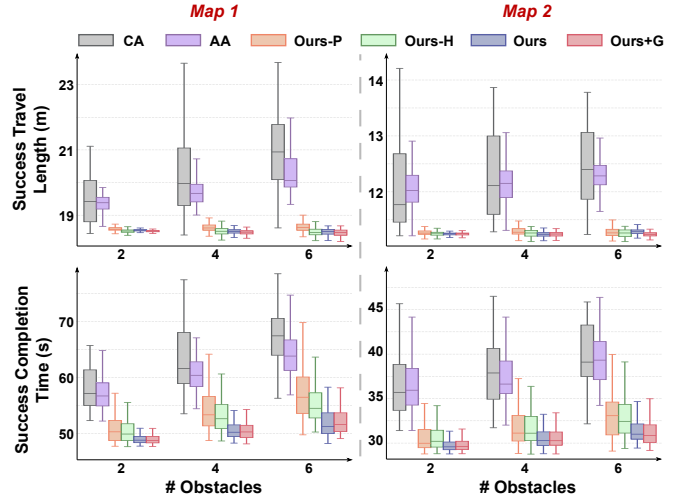 Map 1 Map 2
CA AA Ours-P Ours-H Ours Ours+G
Success Travel
Length (m)
23
21
19
2 4 6
14
13
12
2 4 6
Success Completion
Time (s)
70
60
50
2 4 6
# Obstacles
45
40
35
30
2 4 6
# Obstacles